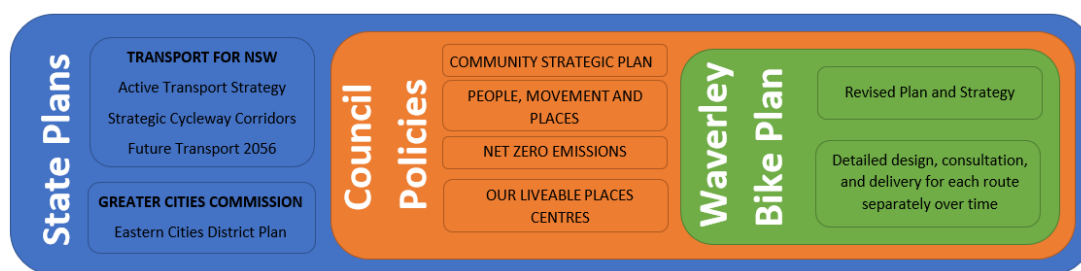 State Plans
TRANSPORT FOR NSW
Active Transport Strategy
Strategic Cycleway Corridors
Future Transport 2056
GREATER CITIES COMMISSION
Eastern Cities District Plan
Council
Policies
COMMUNITY STRATEGIC PLAN
PEOPLE, MOVEMENT AND
PLACES
NET ZERO EMISSIONS
OUR LIVEABLE PLACES
CENTRES
Waverley
Bike Plan
Revised Plan and Strategy
Detailed design, consultation,
and delivery for each route
separately over time